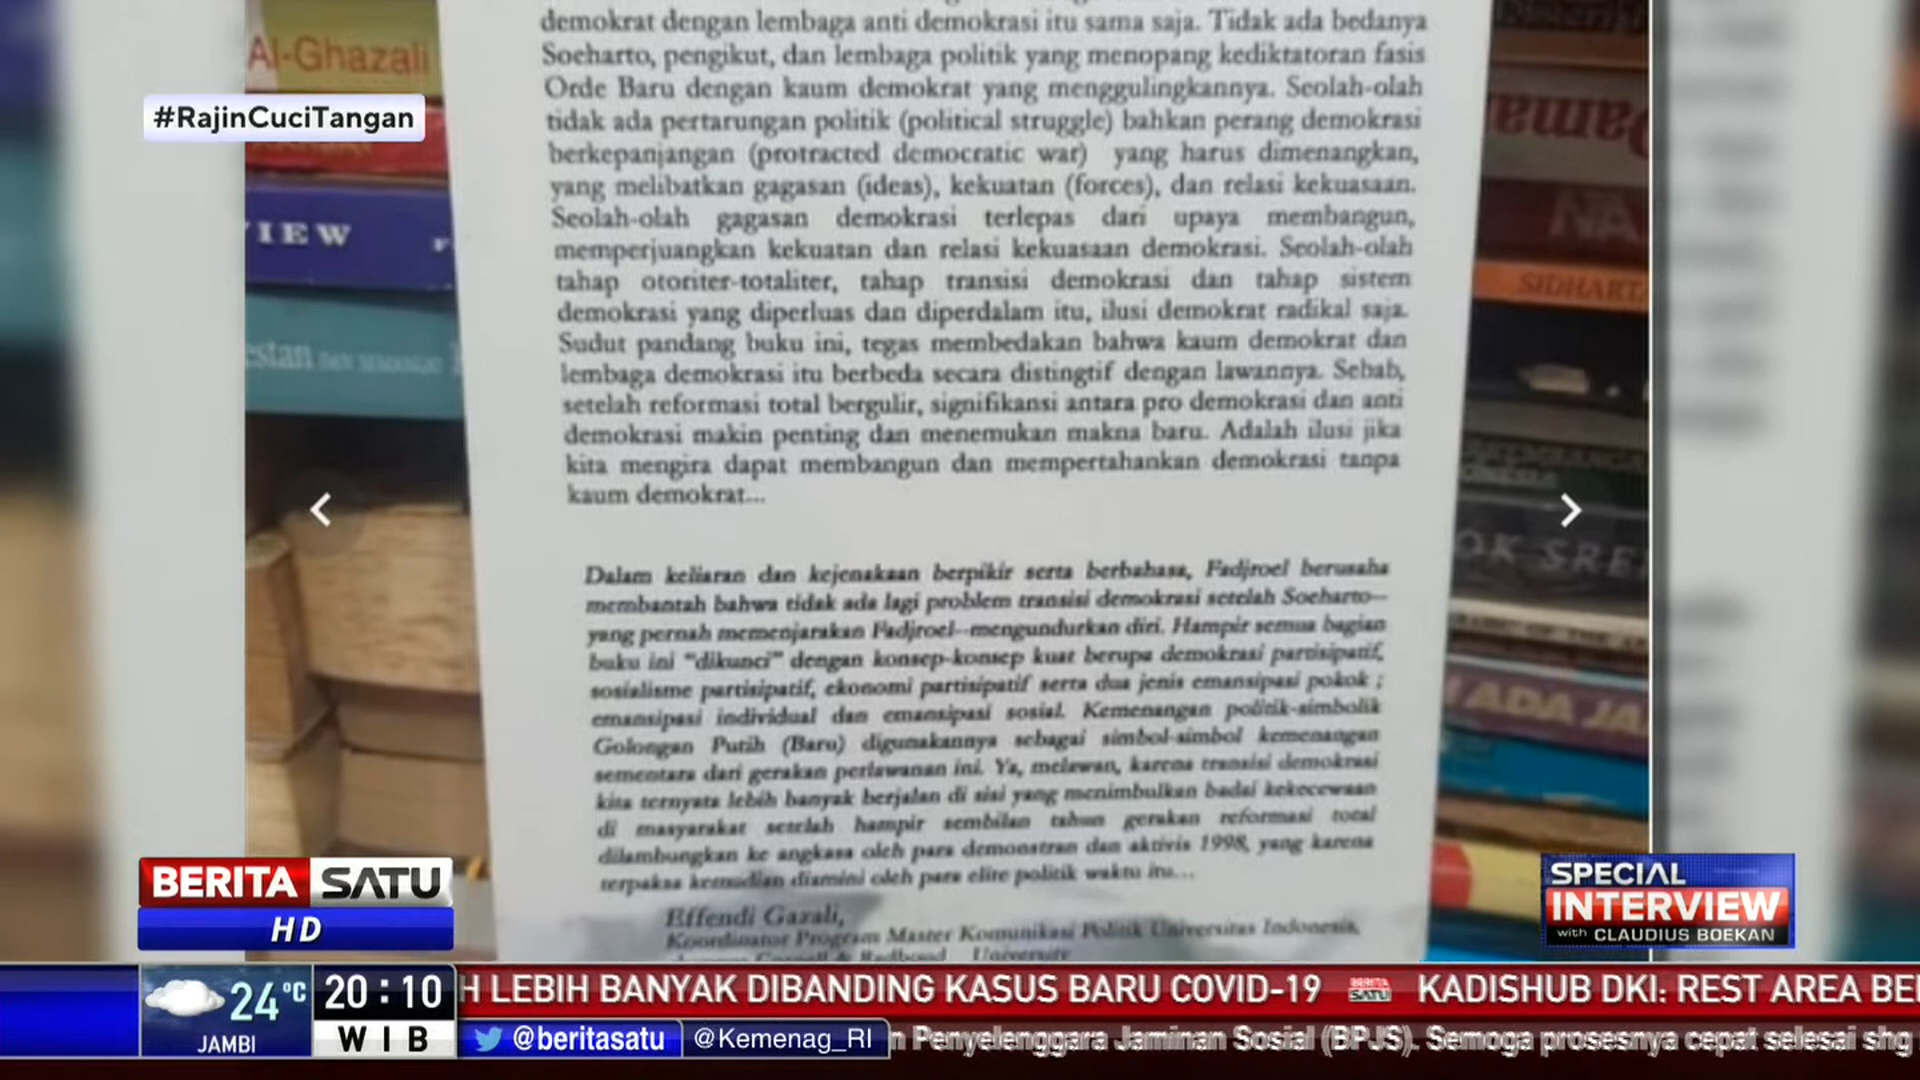 demokrat dengan lembaga anti demokrasi itu sama saja. Tidak ada bedanya
Al-Ghazali
Soeharto, pengikut, dan lembaga politik yang menopang kediktatoran fasis
Orde Baru dengan kaum demokrat yang menggulingkannya. Seolah-olah
#RajinCuciTangan
tidak ada pertarungan politik (political struggle) bahkan perang demokrasi
berkepanjangan (protracted democratic war) yang harus dimenangkan,
yang melibatkan gagasan (ideas), kekuatan (forces), dan relasi kekuasaan.
Seolah-olah gagasan demokrasi terlepas dari upaya membangun,
IEW
NA
memperjuangkan kekuatan dan relasi kekuasaan demokrasi. Seolah-olah
tahap otoriter-totaliter, tahap transisi demokrasi dan tahap sistem
SIDHARTA
demokrasi yang diperluas dan diperdalam itu, ilusi demokrat radikal saja.
Sudut pandang buku ini, tegas membedakan bahwa kaum demokrat dan
estan
lembaga demokrasi itu berbeda secara distingtif dengan lawannya. Sebab,
setelah reformasi total bergulir, signifikansi antara pro demokrasi dan anti
demokrasi makin penting dan menemukan makna baru. Adalah ilusi jika
kita mengira dapat membangun dan mempertahankan demokrasi tanpa
kaum demokrat...
OK SRE
Dalam keliaran dan kejenakaan berpikir serta berbahasa, Fadjroel berusaha
membantah bahwa tidak ada lagi problem transisi demokrasi setelah Soeharto--
yang pernah memenjarakan Fadjroel--mengundurkan diri. Hampir semua bagian
buku ini "dikunci" dengan konsep-konsep kuat berupa demokrasi partisipatif,
sosialisme partisipatif, ekonomi partisipatif serta dua jenis emansipasi pokok ;
ADA JA
emansipasi individual dan emansipasi sosial. Kemenangan politik-simbolik
Golongan Putih (Baru) digunakannya sebagai simbol-simbol kemenangan
sementara dari gerakan perlawanan ini. Ya, melawan, karena transisi demokrasi
kita ternyata lebih banyak berjalan di sisi yang menimbulkan badai kekecewaan
di masyarakat setelah hampir sembilan tahun gerakan reformasi total
dilambungkan ke angkasa oleh para demonstran dan aktivis 1998, yang karena
terpaksa kemudian diamini oleh para elite politik waktu itu...
Effendi Gazali,
Koordinator Program Master Komunikasi Politik Universitas Indonesia,
University
BERITA SATU
HD
SPECIAL
INTERVIEW
with CLAUDIUS BOEKAN
24°C
JAMBI
20:10
WIB
H LEBIH BANYAK DIBANDING KASUS BARU COVID-19 BERITA SATU KADISHUB DKI: REST AREA BE
@beritasatu @Kemenag_RI n Penyelenggara Jaminan Sosial (BPJS). Semoga prosesnya cepat selesai shg